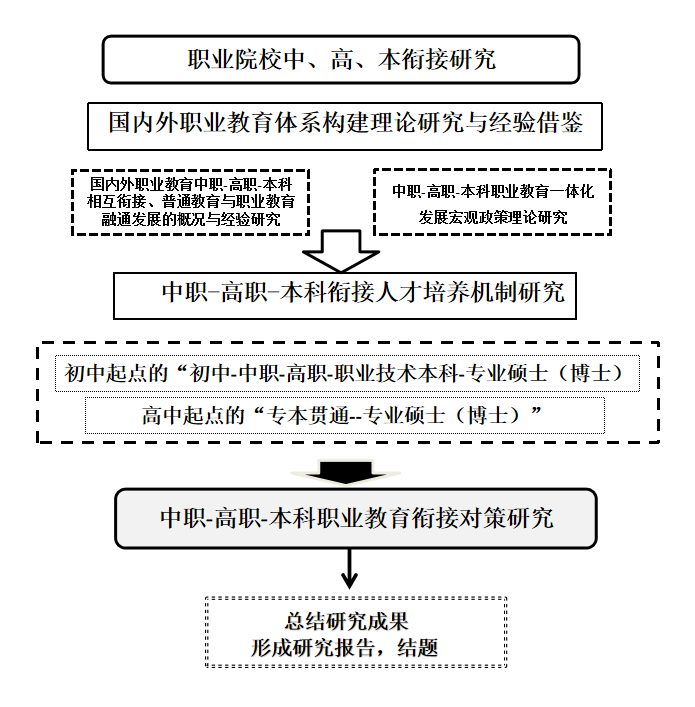 职业院校中、高、本衔接研究
国内外职业教育体系构建理论研究与经验借鉴
国内外职业教育中职-高职-本科
相互衔接、普通教育与职业教育
融通发展的概况与经验研究
中职-高职-本科职业教育一体化
发展宏观政策理论研究
中职-高职-本科衔接人才培养机制研究
初中起点的“初中-中职-高职-职业技术本科-专业硕士（博士）
高中起点的“专本贯通--专业硕士（博士）”
中职-高职-本科职业教育衔接对策研究
总结研究成果
形成研究报告，结题